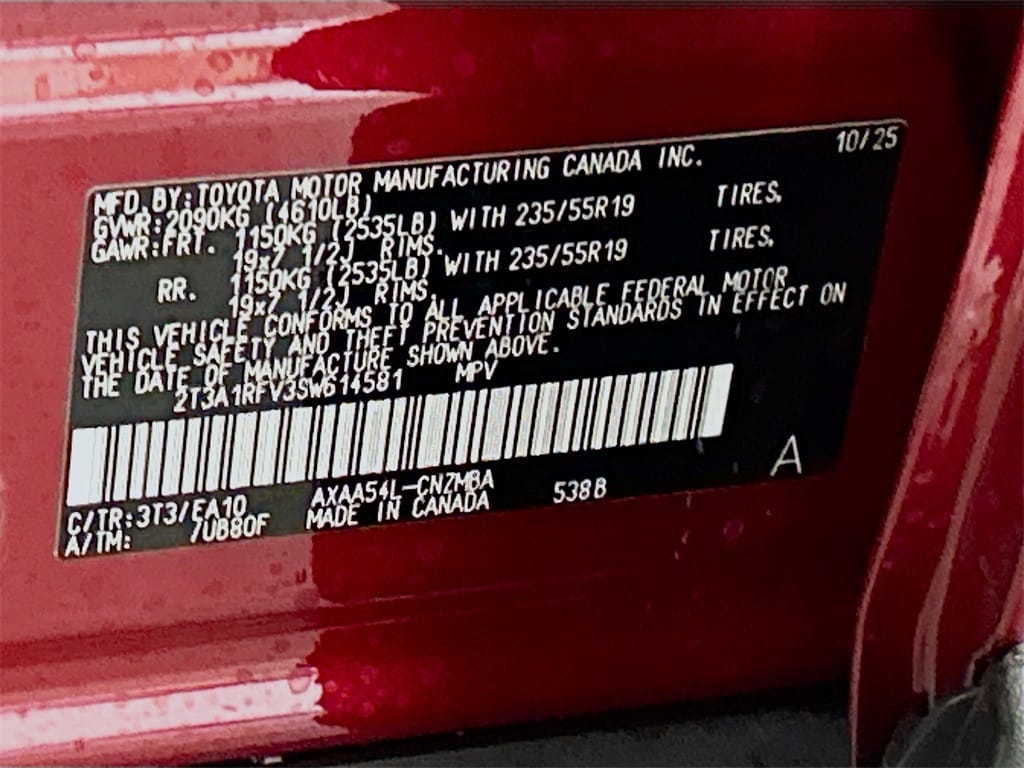 10/25
MFD. BY:TOYOTA MOTOR MANUFACTURING CANADA INC.
GVWR:2090KG (4610LB)
GAWR:FRT. 1150KG (2535LB) WITH 235/55R19 TIRES,
19x7 1/2J RIMS.
RR. 1150KG (2535LB) WITH 235/55R19 TIRES,
19x7 1/2J RIMS.
THIS VEHICLE CONFORMS TO ALL APPLICABLE FEDERAL MOTOR
VEHICLE SAFETY AND THEFT PREVENTION STANDARDS IN EFFECT ON
THE DATE OF MANUFACTURE SHOWN ABOVE.
2T3A1RFV3SW614581 MPV
A
C/TR:3T3/EA10 AXAA54L-CNZMBA 538B
A/TM: /UB80F MADE IN CANADA